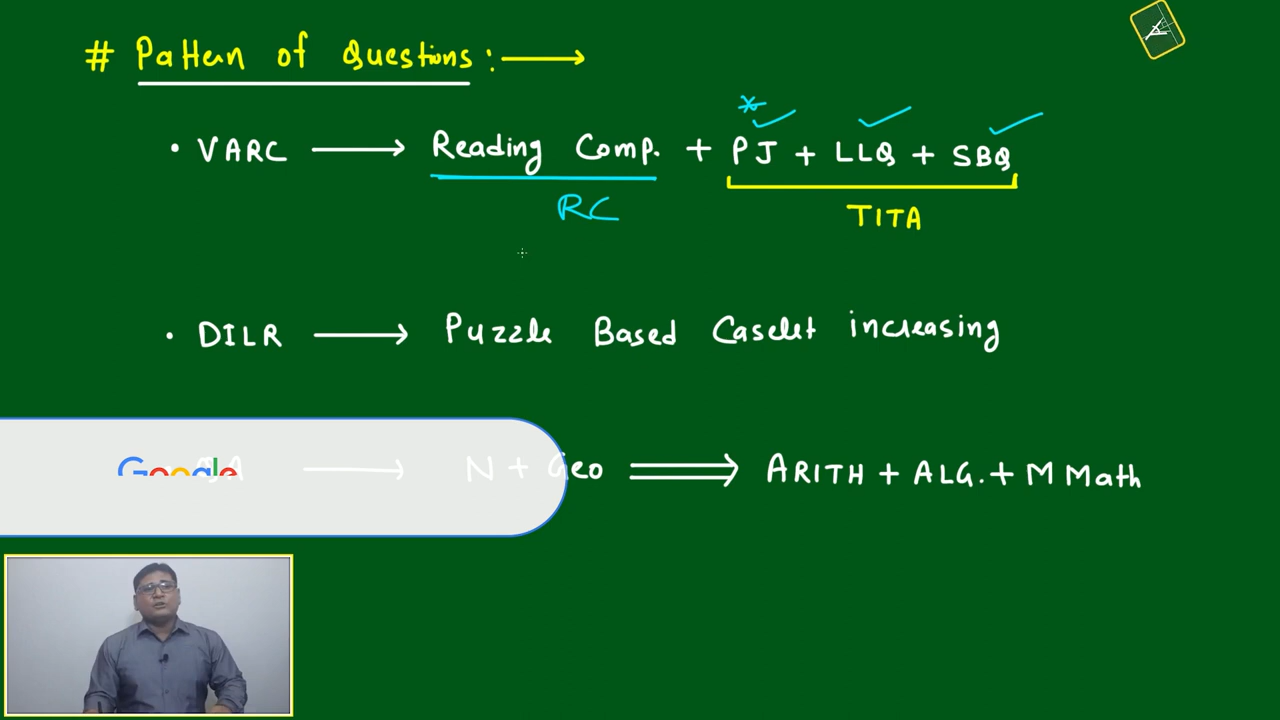 # Pattern of Questions :→
• VARC → Reading Comp. + PJ + LLQ + SBQ
RC
TITA
• DILR → Puzzle Based Caselet increasing
Google
A → N + Geo ⇒ ARITH + ALG. + M Math